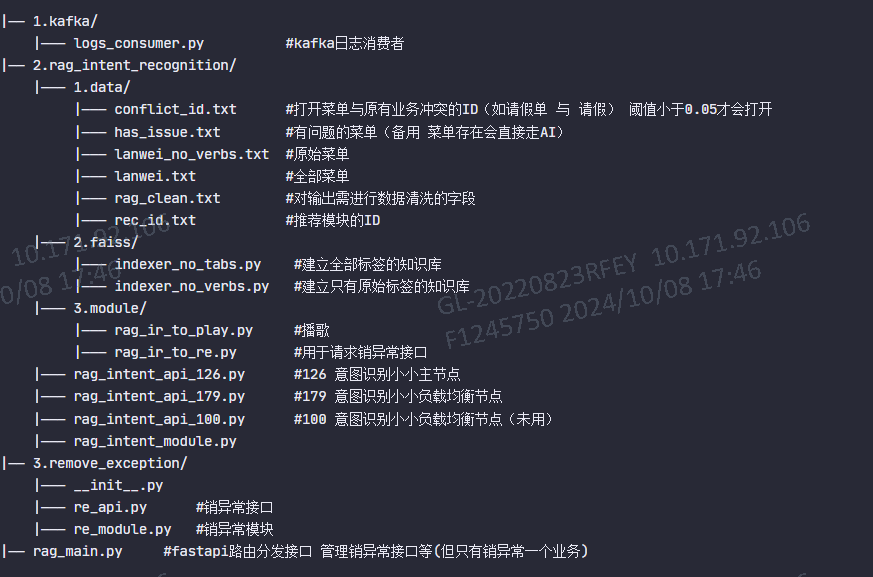 |—— 1.kafka/
|——— logs_consumer.py #kafka日志消费者
|—— 2.rag_intent_recognition/
|——— 1.data/
|——— conflict_id.txt #打开菜单与原有业务冲突的ID（如请假单 与 请假） 阈值小于0.05才会打开
|——— has_issue.txt #有问题的菜单（备用 菜单存在会直接走AI）
|——— lanwei_no_verbs.txt #原始菜单
|——— lanwei.txt #全部菜单
|——— rag_clean.txt #对输出需进行数据清洗的字段
|——— rec_id.txt #推荐模块的ID
|——— 2.faiss/
|——— indexer_no_tabs.py #建立全部标签的知识库
|——— indexer_no_verbs.py #建立只有原始标签的知识库
|——— 3.module/
|——— rag_ir_to_play.py #播歌
|——— rag_ir_to_re.py #用于请求销异常接口
|——— rag_intent_api_126.py #126 意图识别小小主节点
|——— rag_intent_api_179.py #179 意图识别小小负载均衡节点
|——— rag_intent_api_100.py #100 意图识别小小负载均衡节点（未用）
|——— rag_intent_module.py
|—— 3.remove_exception/
|——— __init__.py
|——— re_api.py #销异常接口
|——— re_module.py #销异常模块
|—— rag_main.py #fastapi路由分发接口 管理销异常接口等(但只有销异常一个业务)
10.171.92.106
0/08 17:46
GL-20220823RFEY 10.171.92.106
F1245750 2024/10/08 17:46